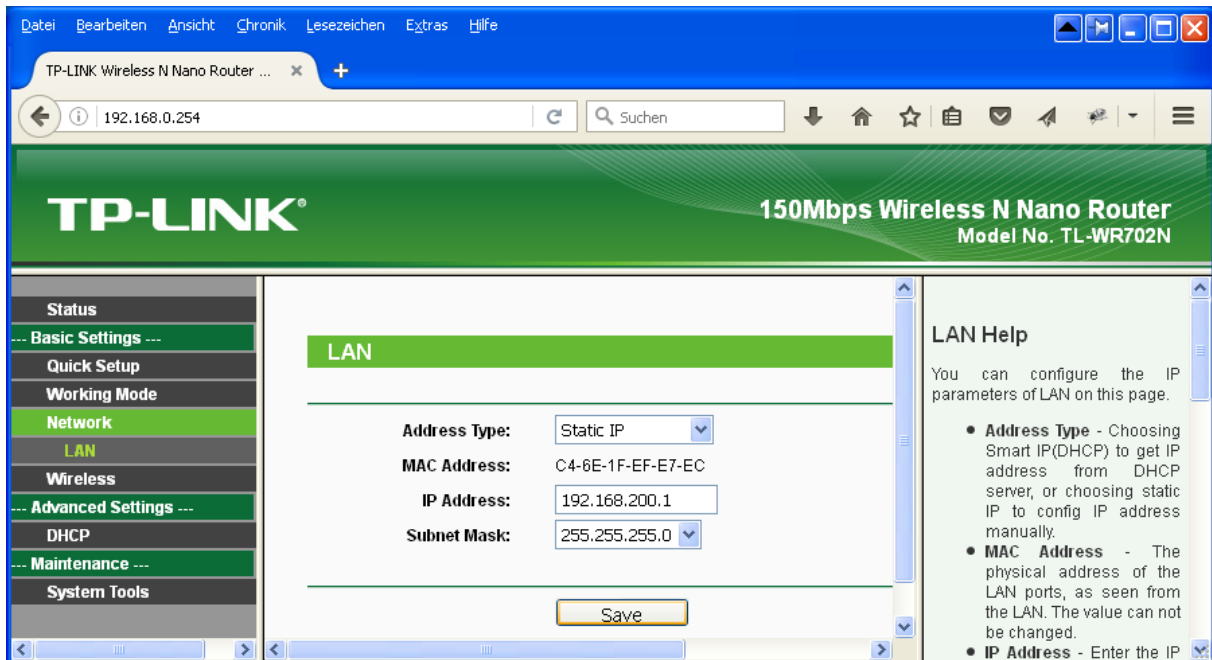 Datei Bearbeiten Ansicht Chronik Lesezeichen Extras Hilfe
TP-LINK Wireless N Nano Router ...
192.168.0.254
Suchen
TP-LINK®
150Mbps Wireless N Nano Router
Model No. TL-WR702N
Status
--- Basic Settings ---
Quick Setup
Working Mode
Network
LAN
Wireless
--- Advanced Settings ---
DHCP
--- Maintenance ---
System Tools
LAN
Address Type: Static IP
MAC Address: C4-6E-1F-EF-E7-EC
IP Address: 192.168.200.1
Subnet Mask: 255.255.255.0
Save
LAN Help
You can configure the IP
parameters of LAN on this page.
• Address Type - Choosing
Smart IP(DHCP) to get IP
address from DHCP
server, or choosing static
IP to config IP address
manually.
• MAC Address - The
physical address of the
LAN ports, as seen from
the LAN. The value can not
be changed.
• IP Address - Enter the IP